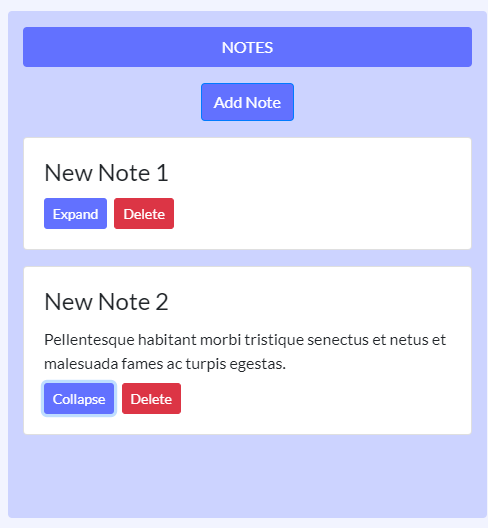 NOTES
Add Note
New Note 1
Expand Delete
New Note 2
Pellentesque habitant morbi tristique senectus et netus et
malesuada fames ac turpis egestas.
Collapse Delete